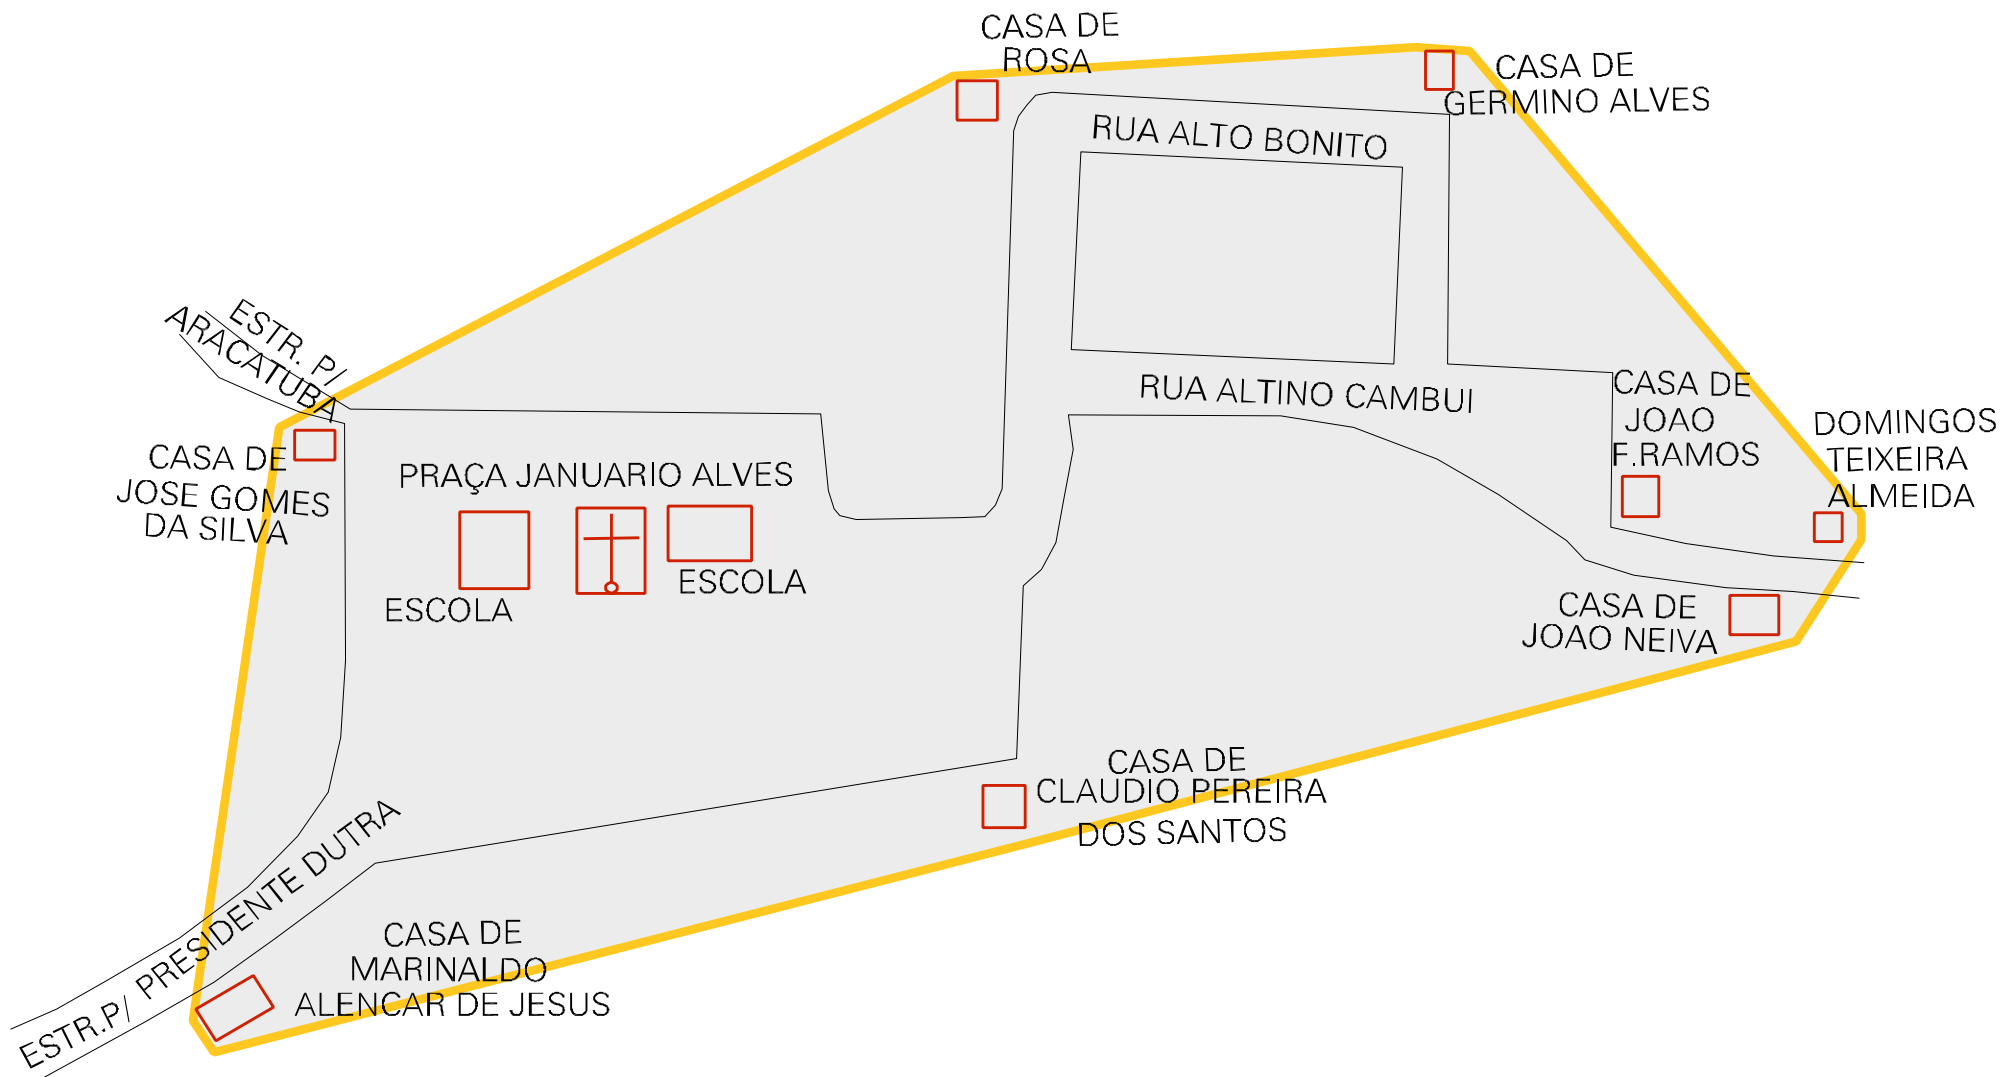 CASA DE
ROSA
CASA DE
GERMINO ALVES
RUA ALTO BONITO
ESTR. P/
ARACATUBA
RUA ALTINO CAMBUI
CASA DE
JOAO
F.RAMOS
DOMINGOS
TEIXEIRA
ALMEIDA
CASA DE
JOSE GOMES
DA SILVA
PRAÇA JANUARIO ALVES
ESCOLA
ESCOLA
CASA DE
JOAO NEIVA
CASA DE
CLAUDIO PEREIRA
DOS SANTOS
ESTR.P/ PRESIDENTE DUTRA
CASA DE
MARINALDO
ALENCAR DE JESUS